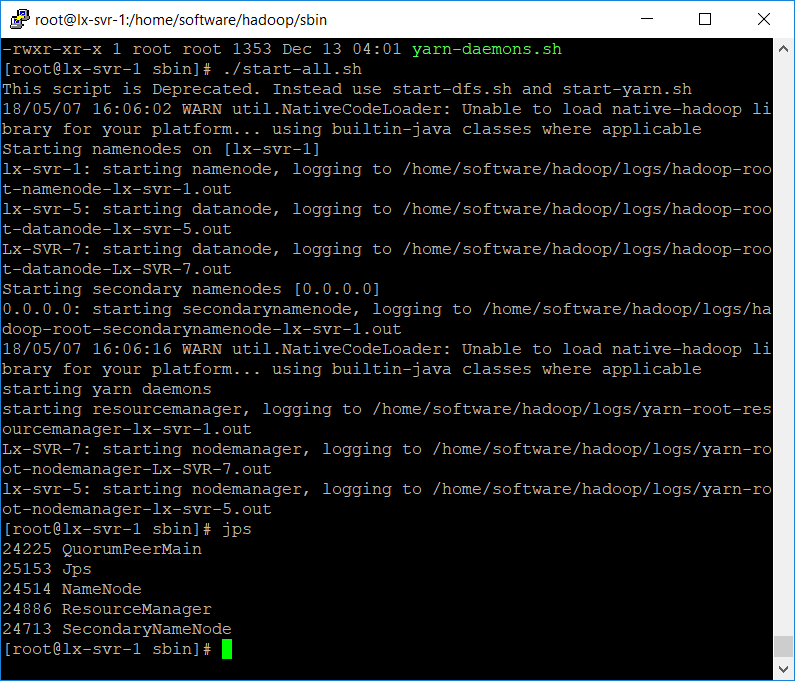 root@lx-svr-1:/home/software/hadoop/sbin
-rwxr-xr-x 1 root root 1353 Dec 13 04:01 yarn-daemons.sh
[root@lx-svr-1 sbin]# ./start-all.sh
This script is Deprecated. Instead use start-dfs.sh and start-yarn.sh
18/05/07 16:06:02 WARN util.NativeCodeLoader: Unable to load native-hadoop li
brary for your platform... using builtin-java classes where applicable
Starting namenodes on [lx-svr-1]
lx-svr-1: starting namenode, logging to /home/software/hadoop/logs/hadoop-roo
t-namenode-lx-svr-1.out
lx-svr-5: starting datanode, logging to /home/software/hadoop/logs/hadoop-roo
t-datanode-lx-svr-5.out
Lx-SVR-7: starting datanode, logging to /home/software/hadoop/logs/hadoop-roo
t-datanode-Lx-SVR-7.out
Starting secondary namenodes [0.0.0.0]
0.0.0.0: starting secondarynamenode, logging to /home/software/hadoop/logs/ha
doop-root-secondarynamenode-lx-svr-1.out
18/05/07 16:06:16 WARN util.NativeCodeLoader: Unable to load native-hadoop li
brary for your platform... using builtin-java classes where applicable
starting yarn daemons
starting resourcemanager, logging to /home/software/hadoop/logs/yarn-root-res
ourcemanager-lx-svr-1.out
Lx-SVR-7: starting nodemanager, logging to /home/software/hadoop/logs/yarn-ro
ot-nodemanager-Lx-SVR-7.out
lx-svr-5: starting nodemanager, logging to /home/software/hadoop/logs/yarn-ro
ot-nodemanager-lx-svr-5.out
[root@lx-svr-1 sbin]# jps
24225 QuorumPeerMain
25153 Jps
24514 NameNode
24886 ResourceManager
24713 SecondaryNameNode
[root@lx-svr-1 sbin]#